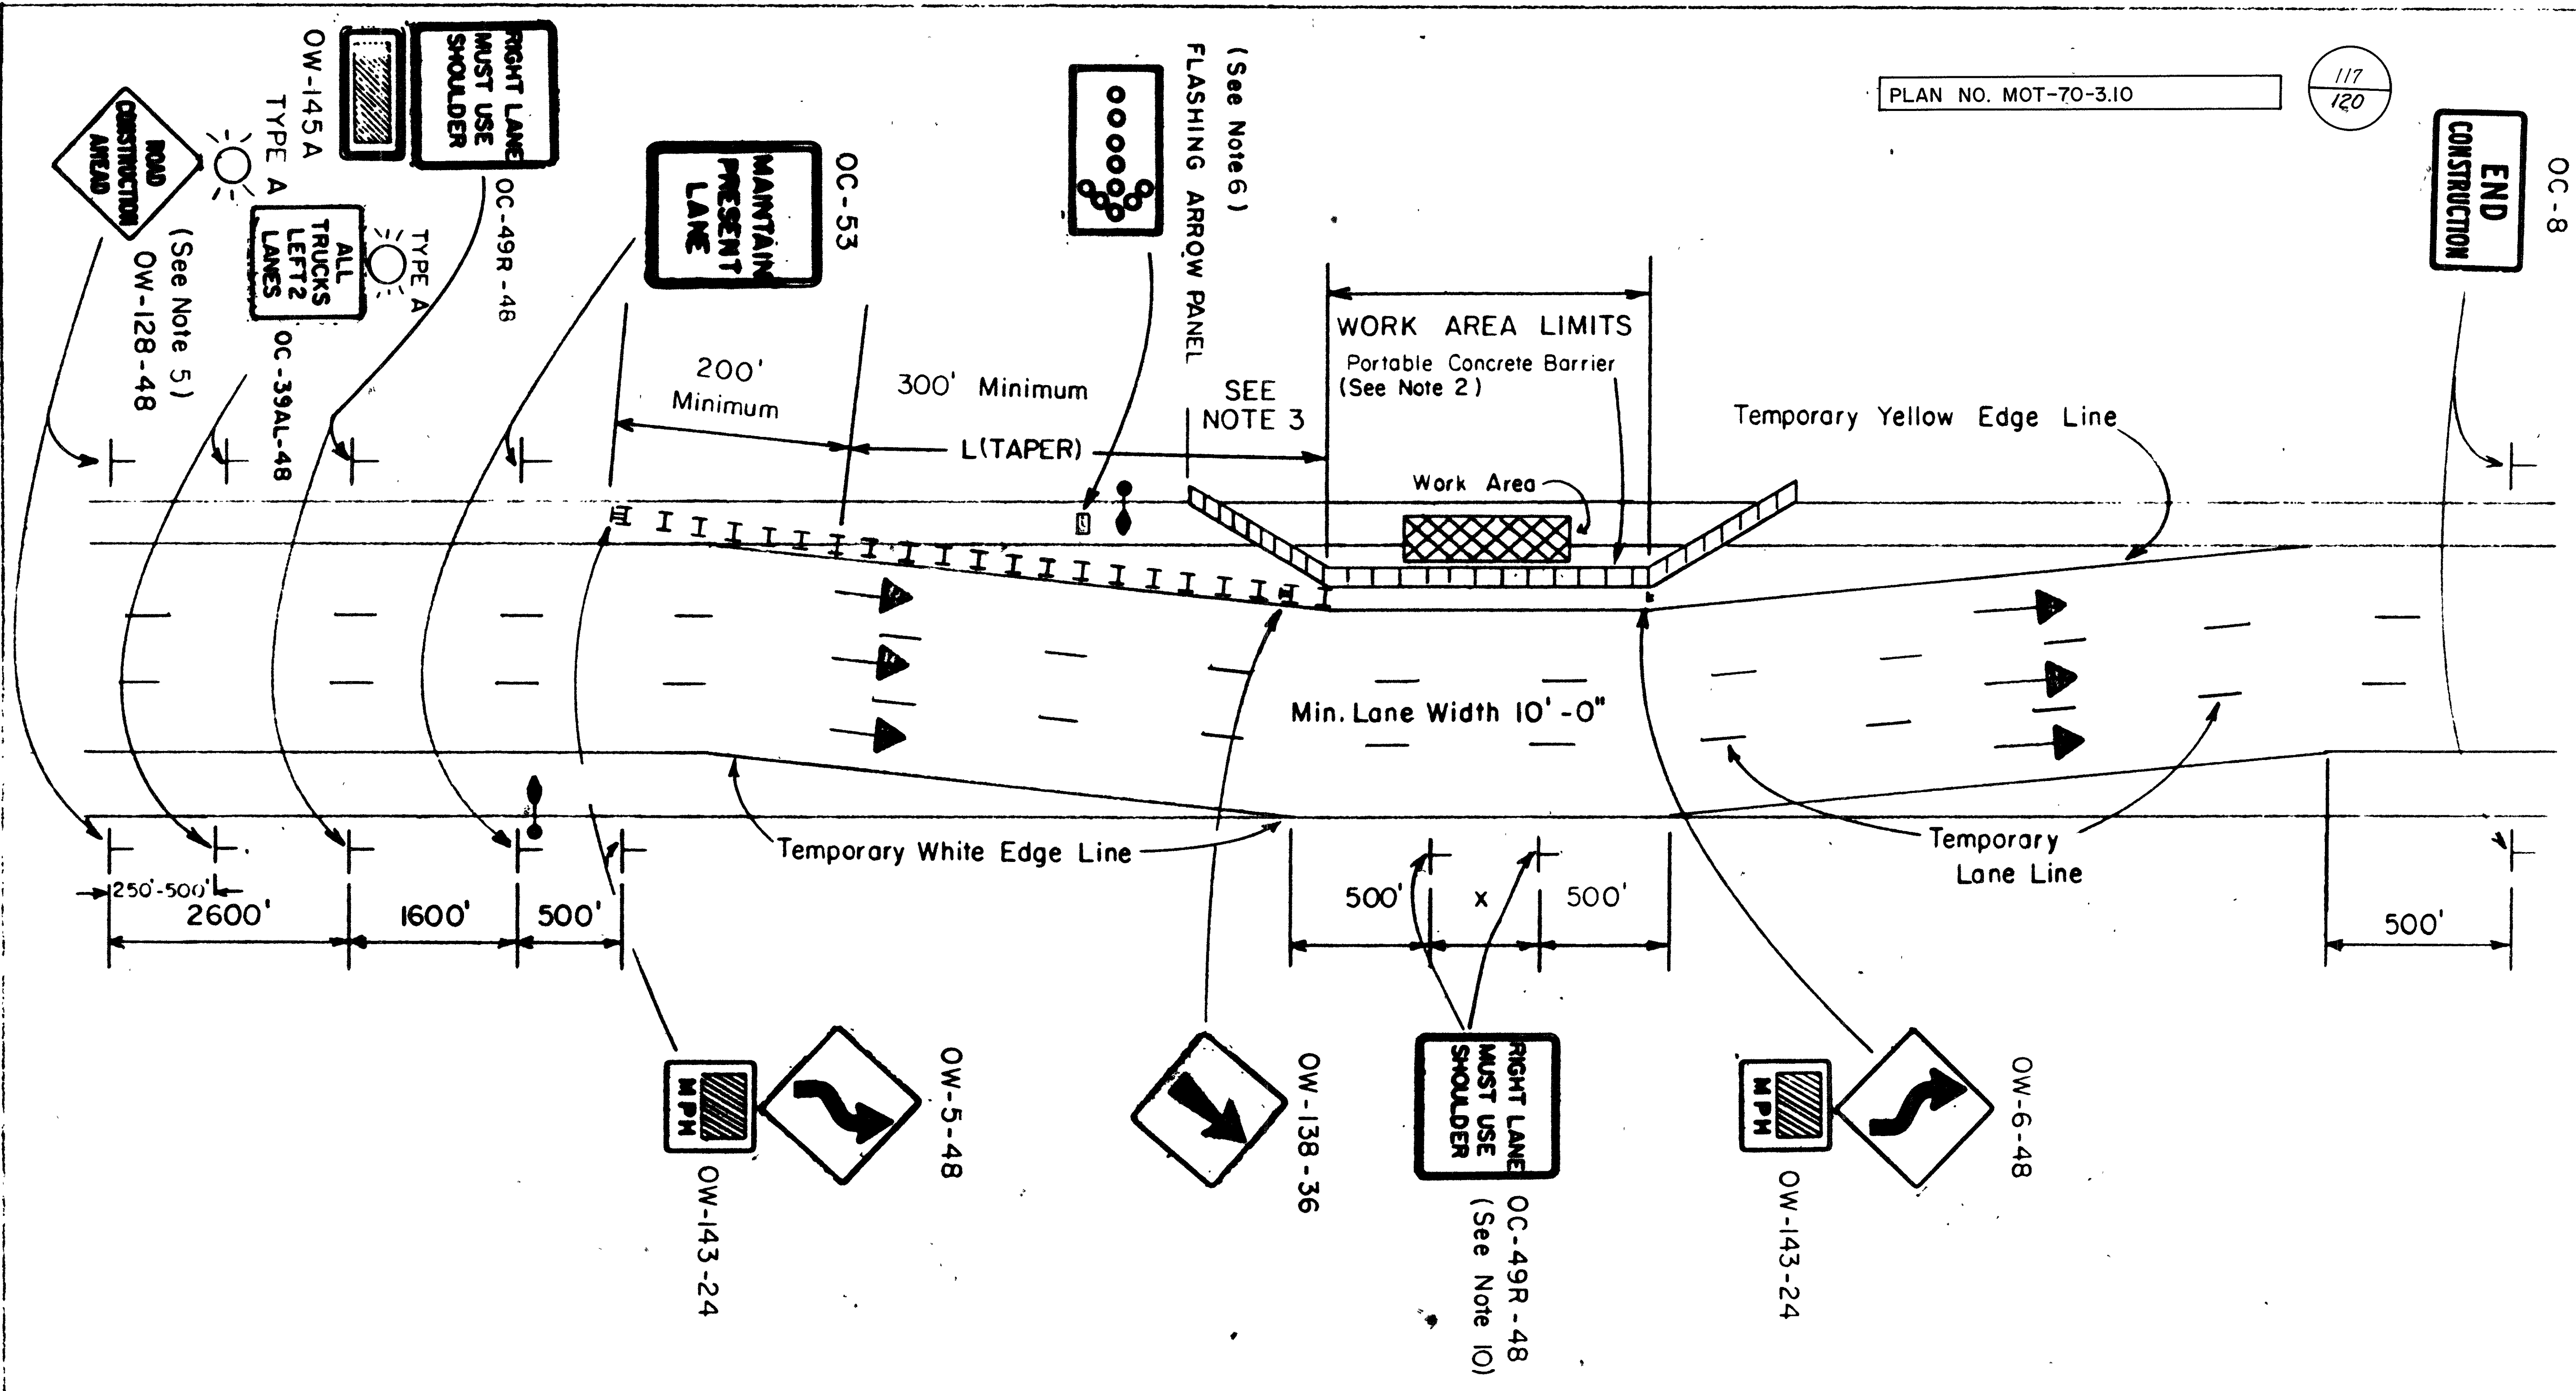 PLAN NO. MOT-70-3.10
117
120
OW-145A
RIGHT LANE
MUST USE
SHOULDER
OC-49R-48
TYPE A
ROAD
CONSTRUCTION
AHEAD
(See Note 5)
OW-128-48
ALL
TRUCKS
LEFT 2
LANES
TYPE A
OC-39AL-48
MAINTAIN
PRESENT
LANE
OC-53
(See Note 6)
FLASHING ARROW PANEL
END
CONSTRUCTION
OC-8
200'
Minimum
300' Minimum
L(TAPER)
SEE
NOTE 3
WORK AREA LIMITS
Portable Concrete Barrier
(See Note 2)
Work Area
Temporary Yellow Edge Line
Min. Lane Width 10'-0"
Temporary White Edge Line
Temporary
Lane Line
250'-500'
2600'
1600'
500'
500'
X
500'
500'
OW-5-48
MPH
OW-143-24
OW-138-36
RIGHT LANE
MUST USE
SHOULDER
OC-49R-48
(See Note 10)
OW-6-48
MPH
OW-143-24